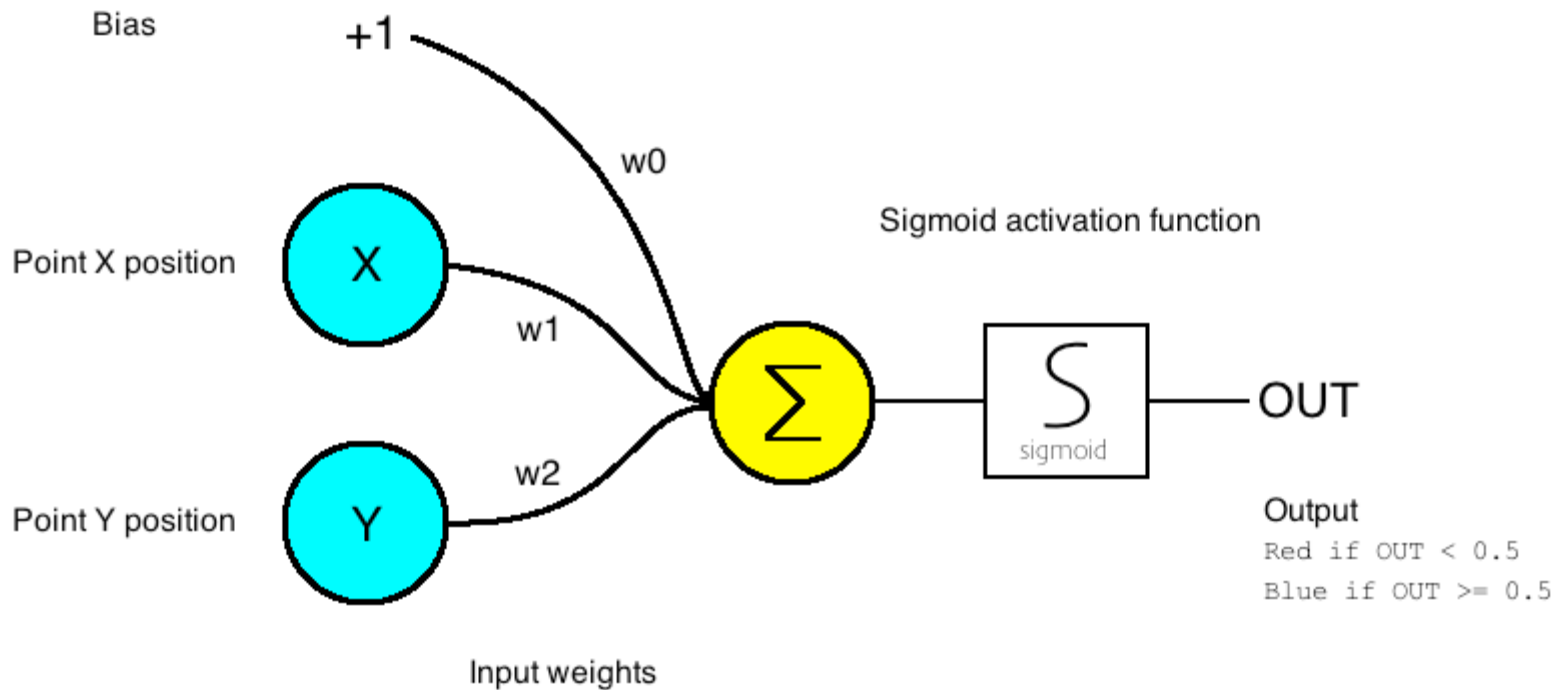 Bias
+1
w0
Sigmoid activation function
Point X position
X
w1
Σ
sigmoid
OUT
w2
Point Y position
Y
Output
Red if OUT < 0.5
Blue if OUT >= 0.5
Input weights